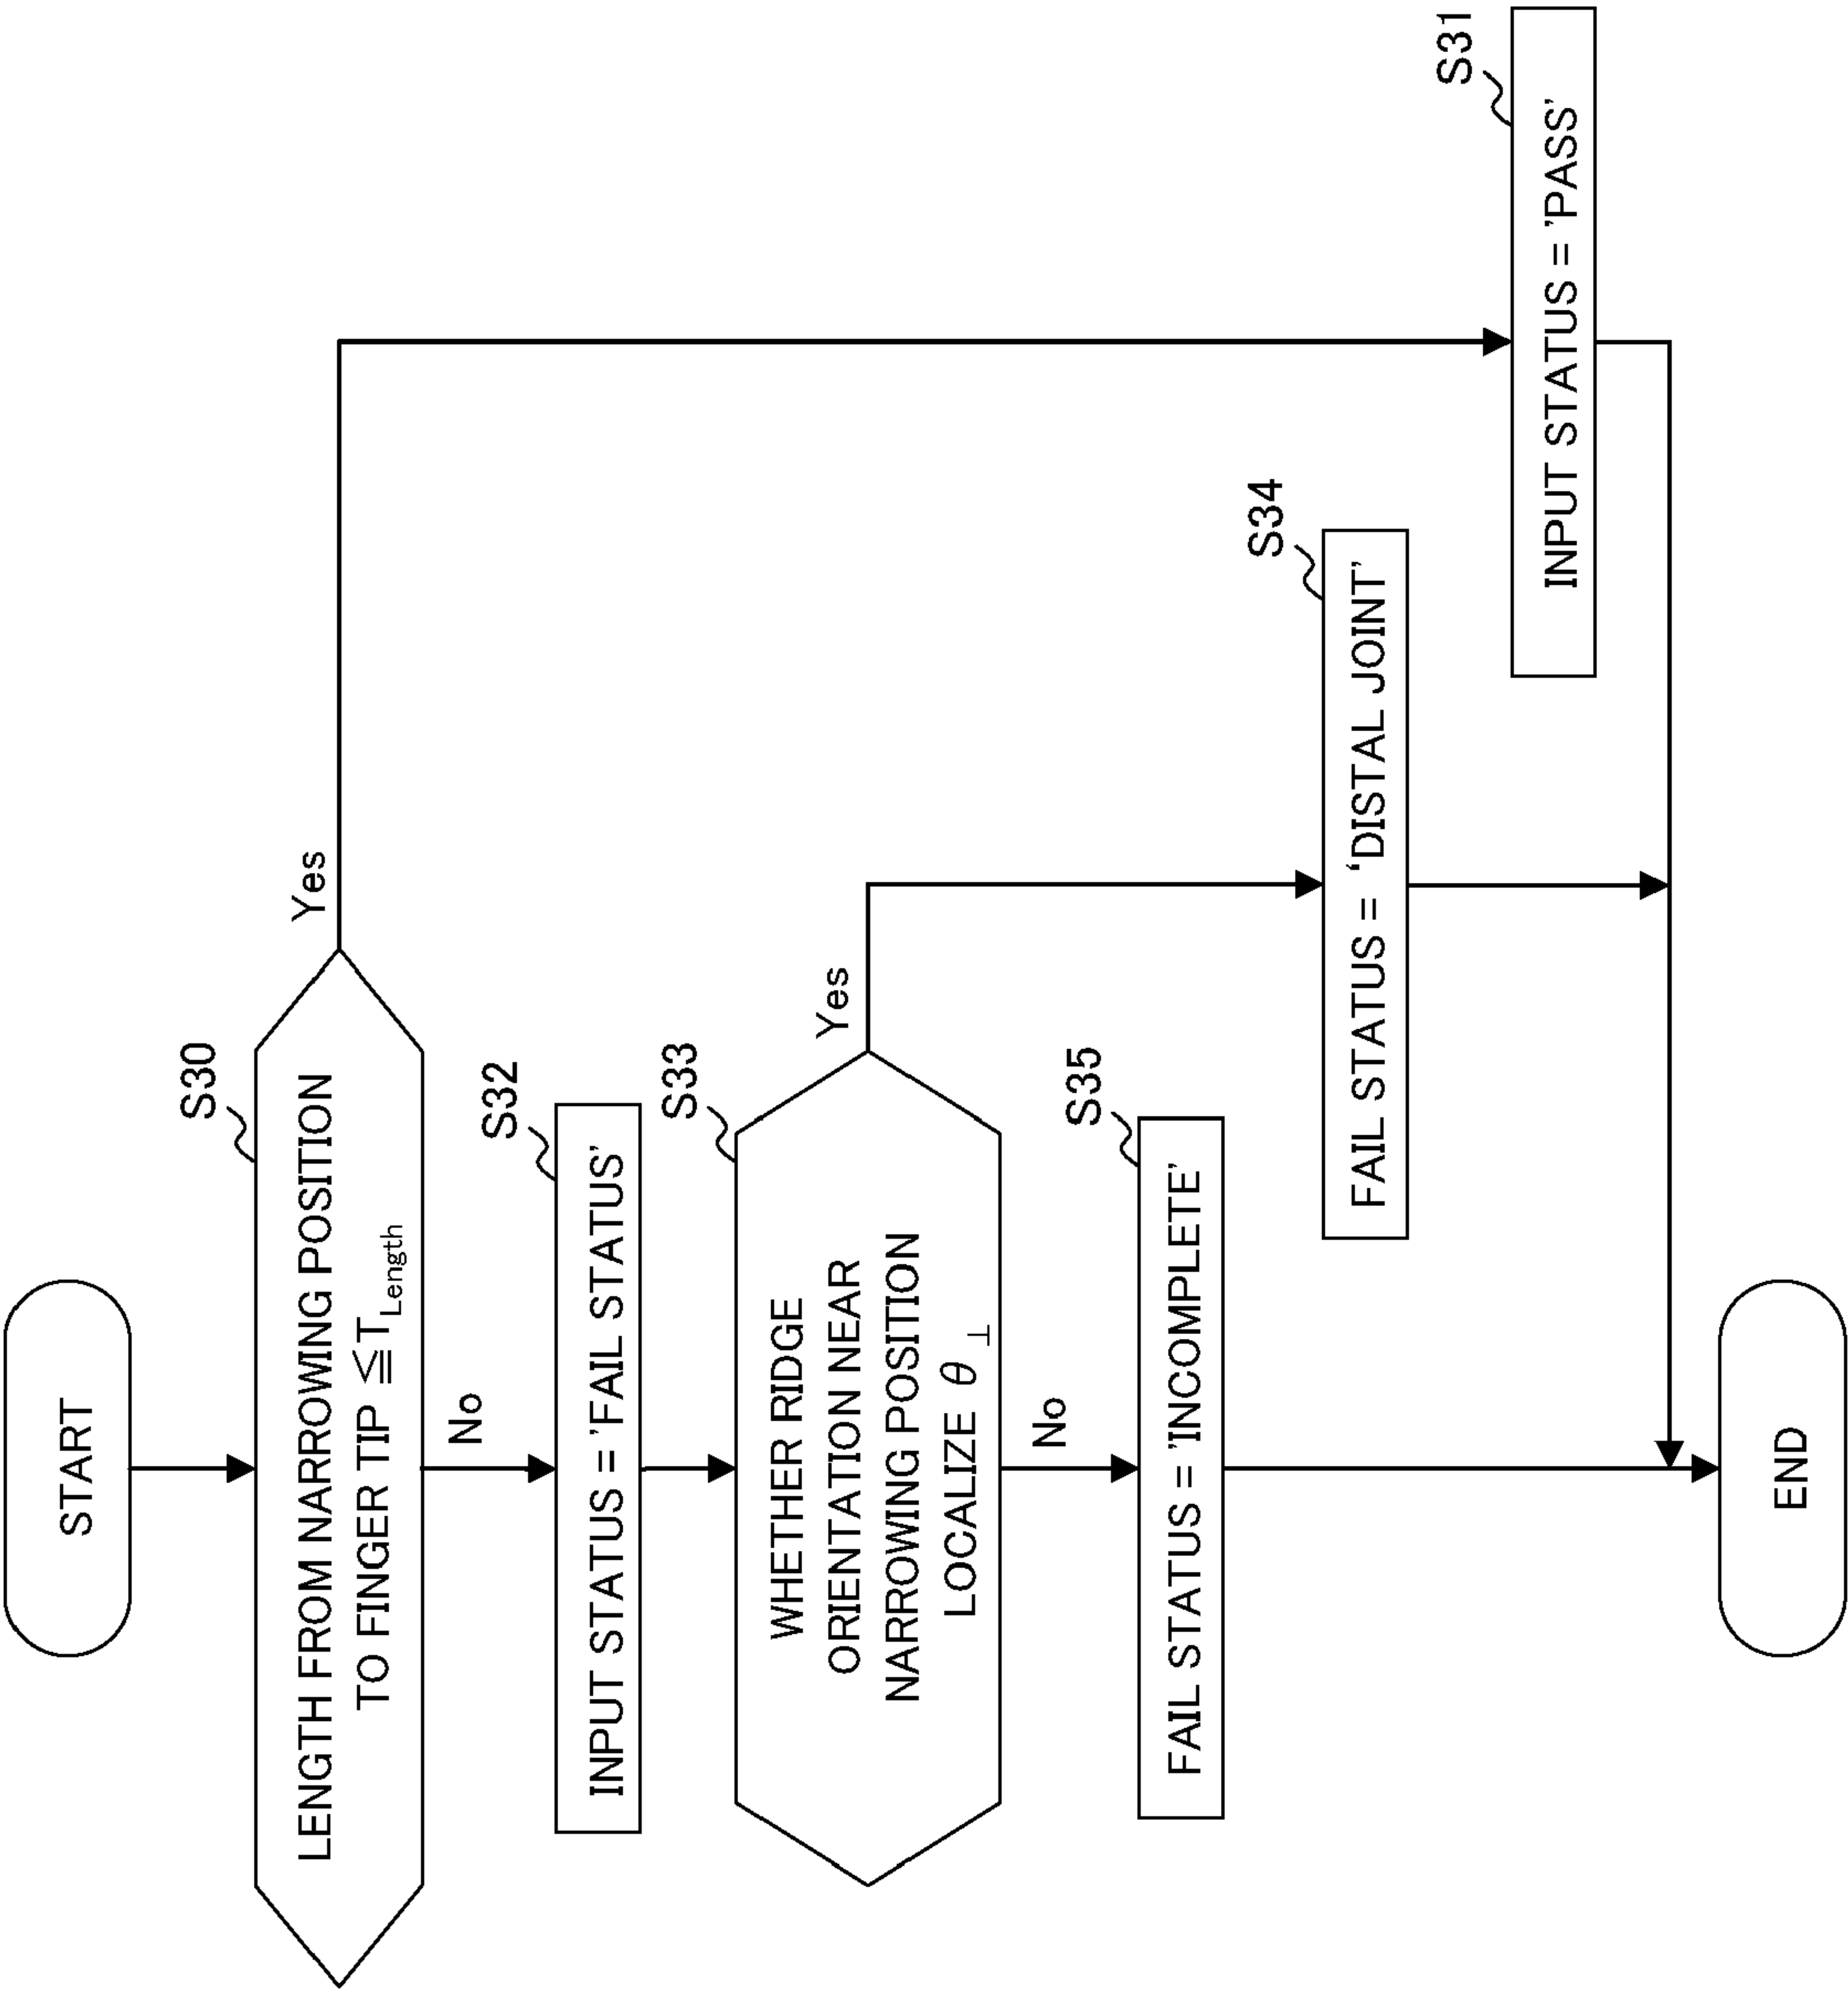 START
S30
LENGTH FROM NARROWING POSITION
TO FINGER TIP ≦T Length
Yes
No
S32
INPUT STATUS ='FAIL STATUS'
S33
WHETHER RIDGE
ORIENTATION NEAR
NARROWING POSITION
LOCALIZE θ ⊥
Yes
No
S35
FAIL STATUS ='INCOMPLETE'
S34
FAIL STATUS = ‘DISTAL JOINT’
S31
INPUT STATUS ='PASS'
END